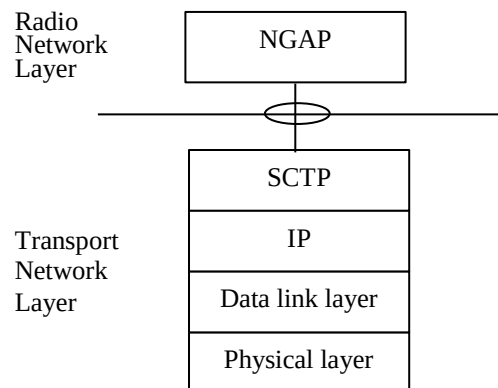 Radio
Network
Layer
NGAP
SCTP
IP
Transport
Network
Layer
Data link layer
Physical layer